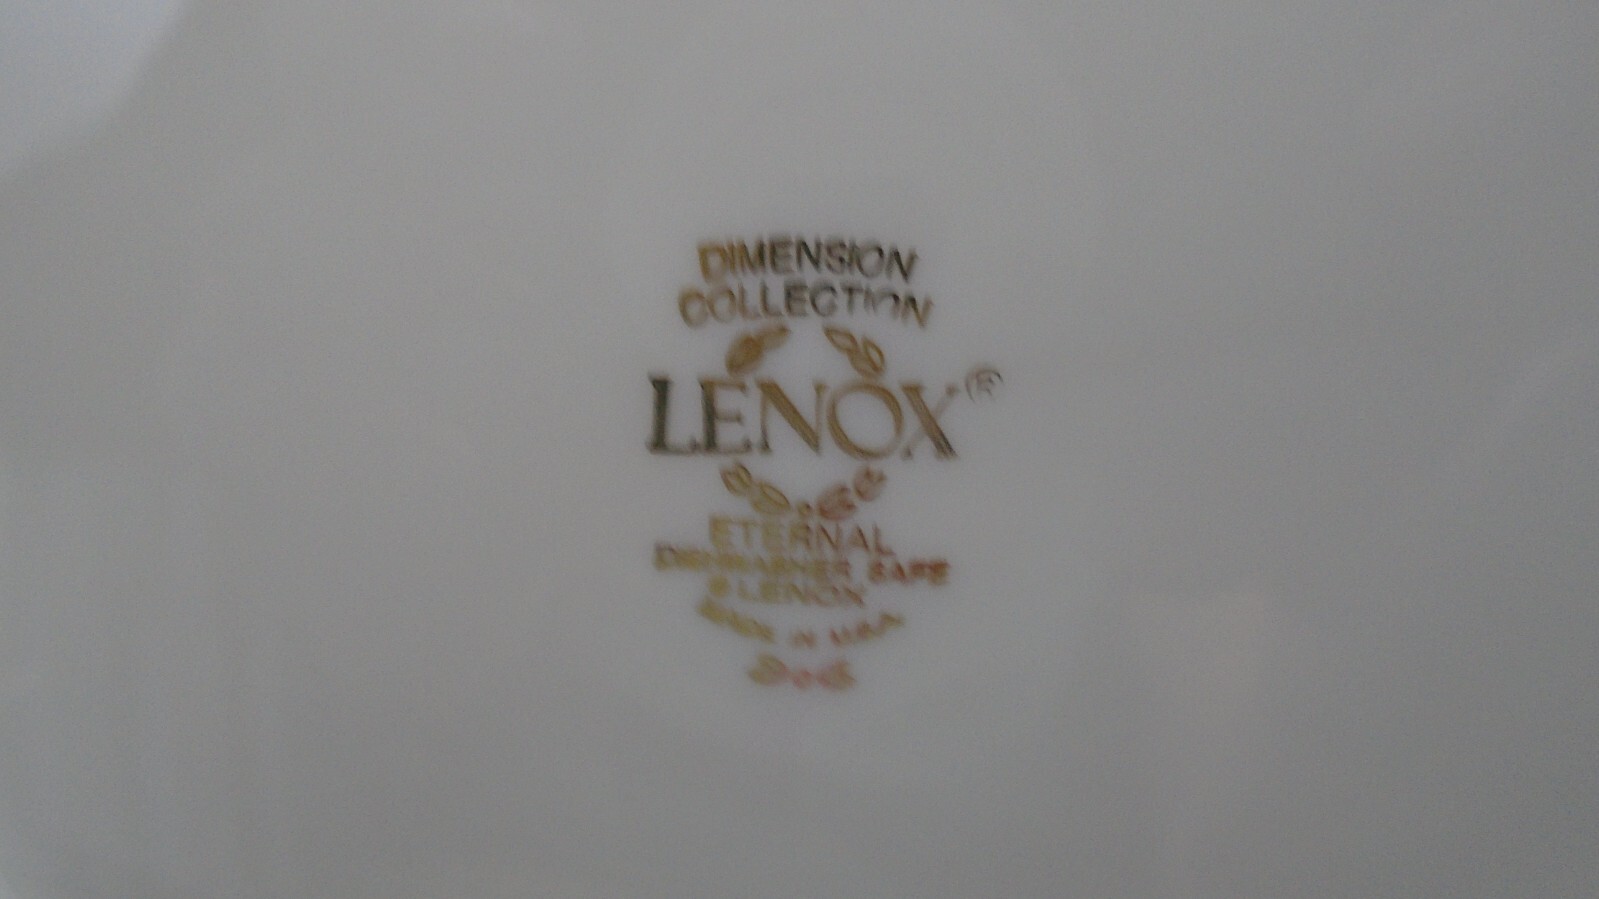 DIMENSION
COLLECTION
LENOX®
ETERNAL
DISHWASHER SAFE
© LENOX
MADE IN U.S.A.